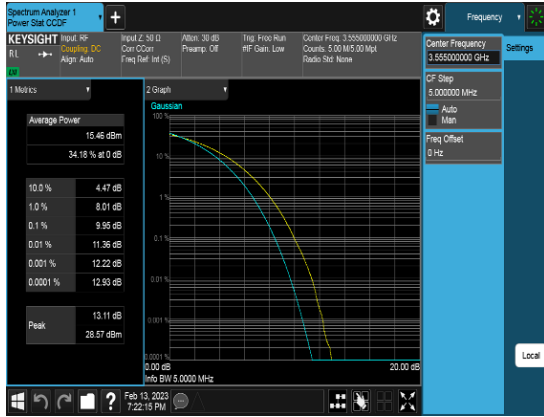 Spectrum Analyzer 1
Power Stat CCDF
Frequency
KEYSIGHT
Input: RF
Coupling: DC
Align: Auto
Input Z: 50 Ω
Corr CCorr
Freq Ref: Int (S)
Atten: 30 dB
Preamp: Off
Trig: Free Run
#IF Gain: Low
Center Freq: 3.555000000 GHz
Counts: 5.00 M/5.00 Mpt
Radio Std: None
R L
Center Frequency
3.555000000 GHz
Settings
CF Step
5.000000 MHz
Auto
Man
Freq Offset
0 Hz
1 Metrics
Average Power
15.46 dBm
34.18 % at 0 dB
10.0 % 4.47 dB
1.0 % 8.01 dB
0.1 % 9.95 dB
0.01 % 11.36 dB
0.001 % 12.22 dB
0.0001 % 12.93 dB
Peak
13.11 dB
28.57 dBm
2 Graph
Gaussian
100 %
10 %
1 %
0.1 %
0.01 %
0.001 %
0.0001 %
0.00 dB
20.00 dB
Info BW 5.0000 MHz
Local
?
Feb 13, 2023
7:22:15 PM